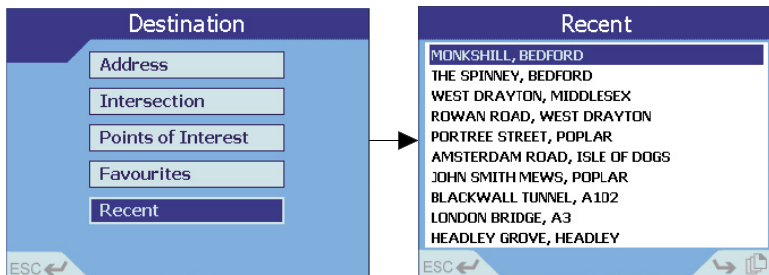 Destination
Address
Intersection
Points of Interest
Favourites
Recent
ESC
Recent
MONKSHILL, BEDFORD
THE SPINNEY, BEDFORD
WEST DRAYTON, MIDDLESEX
ROWAN ROAD, WEST DRAYTON
PORTREE STREET, POPLAR
AMSTERDAM ROAD, ISLE OF DOGS
JOHN SMITH MEWS, POPLAR
BLACKWALL TUNNEL, A102
LONDON BRIDGE, A3
HEADLEY GROVE, HEADLEY
ESC